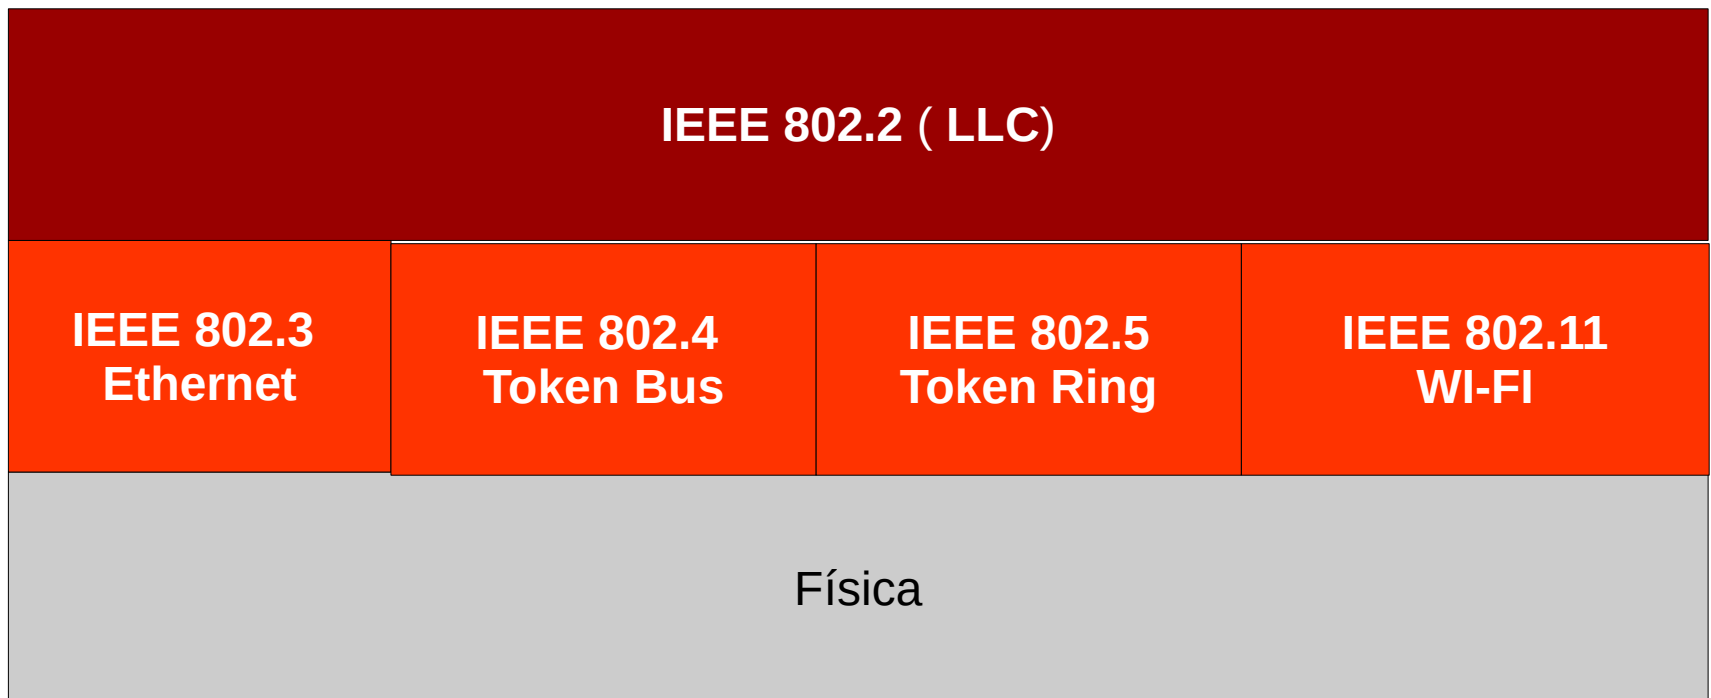 IEEE 802.2 ( LLC)
IEEE 802.3
Ethernet
IEEE 802.4
Token Bus
IEEE 802.5
Token Ring
IEEE 802.11
WI-FI
Física